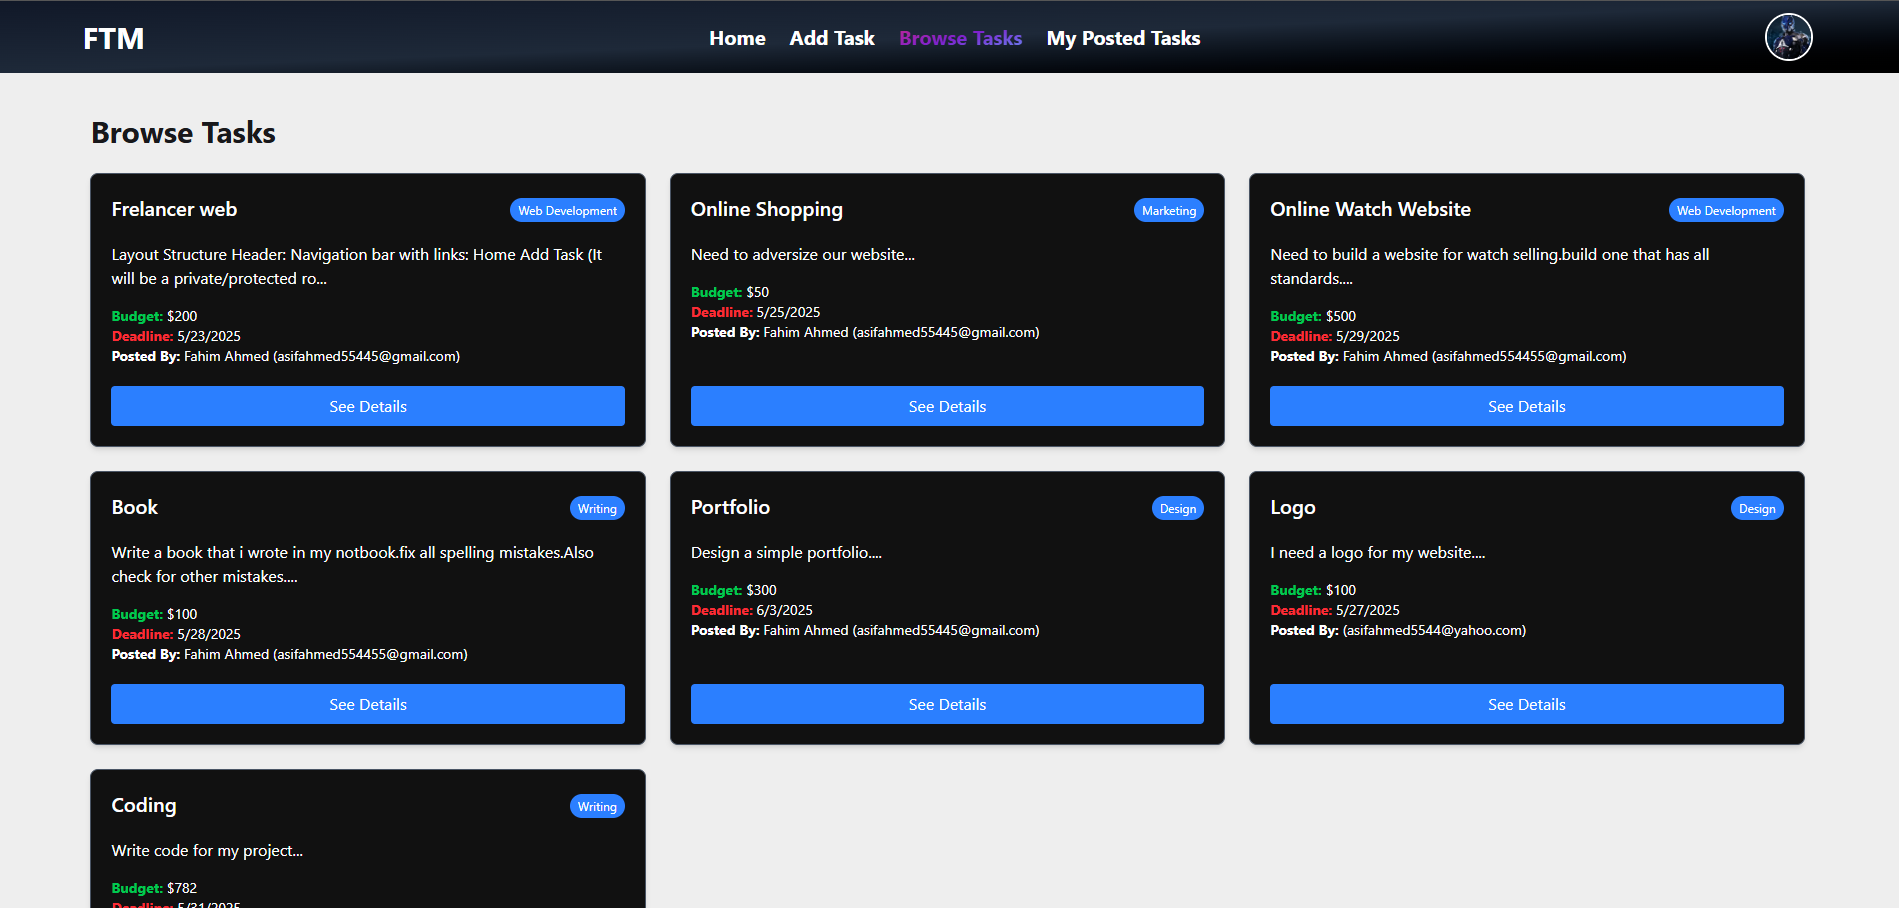 FTM
Home Add Task Browse Tasks My Posted Tasks
Browse Tasks
Frelancer web
Web Development
Layout Structure Header: Navigation bar with links: Home Add Task (It
will be a private/protected ro...
Budget: $200
Deadline: 5/23/2025
Posted By: Fahim Ahmed (asifahmed55445@gmail.com)
See Details
Online Shopping
Marketing
Need to adversize our website...
Budget: $50
Deadline: 5/25/2025
Posted By: Fahim Ahmed (asifahmed55445@gmail.com)
See Details
Online Watch Website
Web Development
Need to build a website for watch selling.build one that has all
standards....
Budget: $500
Deadline: 5/29/2025
Posted By: Fahim Ahmed (asifahmed554455@gmail.com)
See Details
Book
Writing
Write a book that i wrote in my notbook.fix all spelling mistakes.Also
check for other mistakes....
Budget: $100
Deadline: 5/28/2025
Posted By: Fahim Ahmed (asifahmed554455@gmail.com)
See Details
Portfolio
Design
Design a simple portfolio....
Budget: $300
Deadline: 6/3/2025
Posted By: Fahim Ahmed (asifahmed55445@gmail.com)
See Details
Logo
Design
I need a logo for my website....
Budget: $100
Deadline: 5/27/2025
Posted By: (asifahmed5544@yahoo.com)
See Details
Coding
Writing
Write code for my project...
Budget: $782
Deadline: 5/31/2025